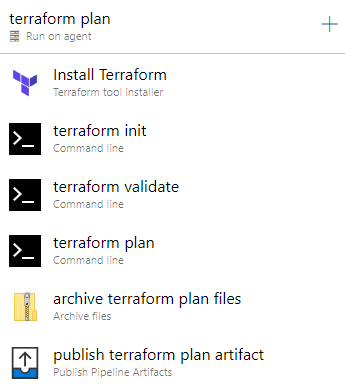 terraform plan
Run on agent
Install Terraform
Terraform tool installer
terraform init
Command line
terraform validate
Command line
terraform plan
Command line
archive terraform plan files
Archive files
publish terraform plan artifact
Publish Pipeline Artifacts